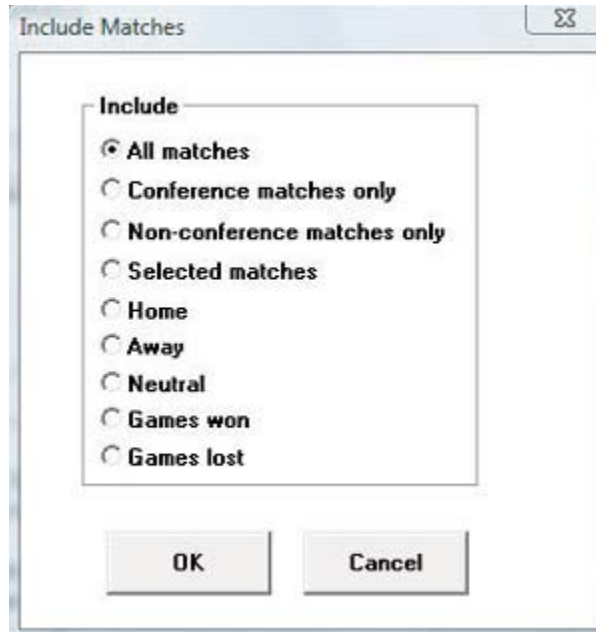 Include Matches
Include
All matches
Conference matches only
Non-conference matches only
Selected matches
Home
Away
Neutral
Games won
Games lost
OK
Cancel